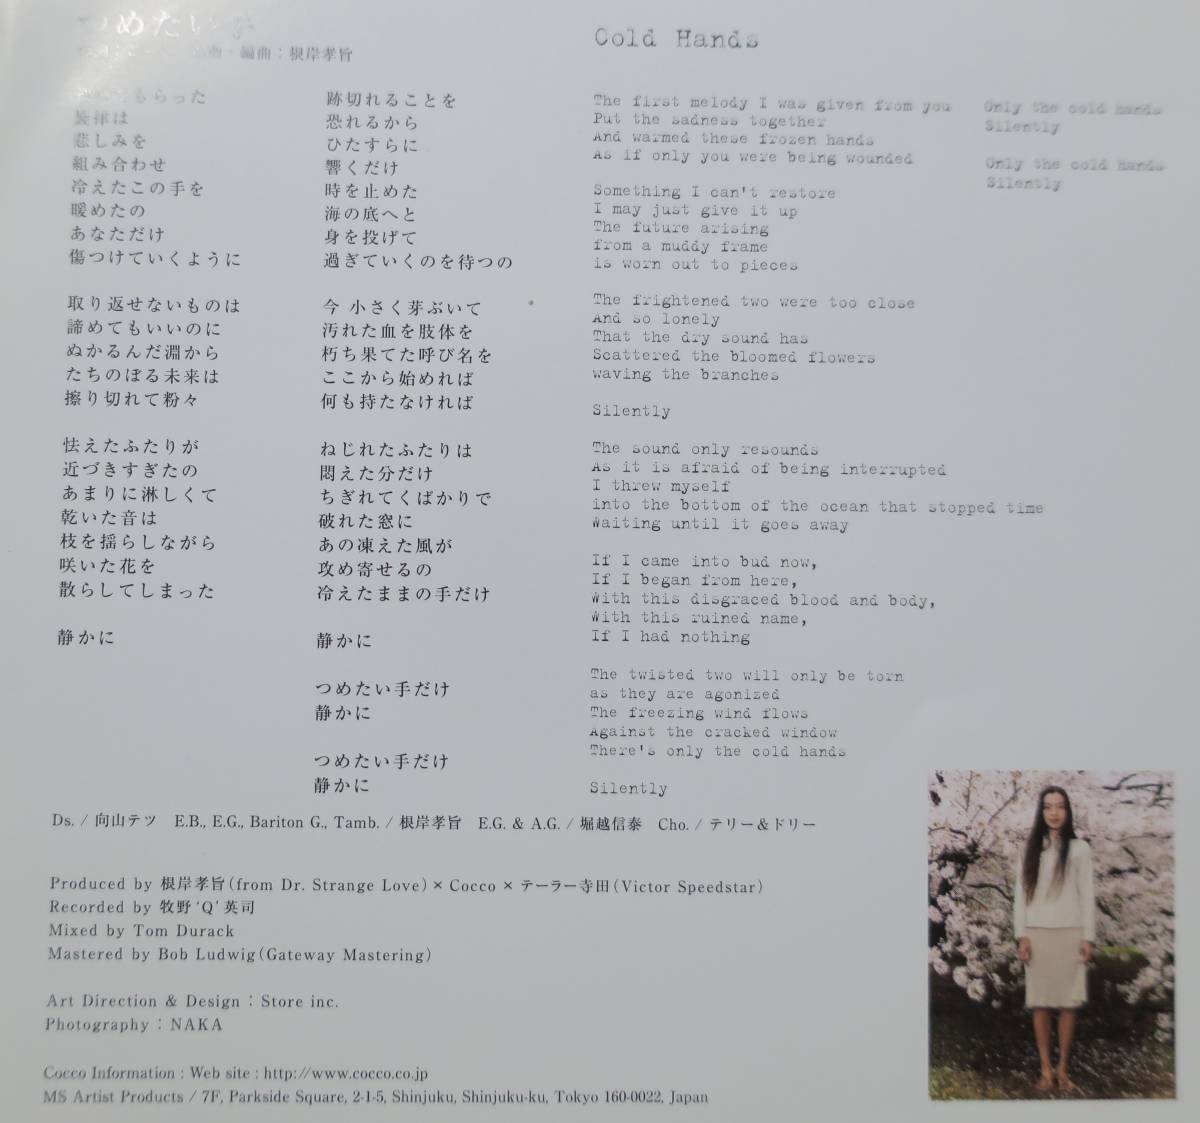 つめたい手
曲・編曲：根岸孝旨
もらった
旋律は
悲しみを
組み合わせ
冷えたこの手を
暖めたの
あなただけ
傷つけていくように
取り返せないものは
諦めてもいいのに
ぬかるんだ淵から
たちのぼる未来は
擦り切れて粉々
怯えたふたりが
近づきすぎたの
あまりに淋しくて
乾いた音は
枝を揺らしながら
咲いた花を
散らしてしまった
静かに
跡切れることを
恐れるから
ひたすらに
響くだけ
時を止めた
海の底へと
身を投げて
過ぎていくのを待つの
今 小さく芽ぶいて
汚れた血を肢体を
朽ち果てた呼び名を
ここから始めれば
何も持たなければ
ねじれたふたりは
悶えた分だけ
ちぎれてくばかりで
破れた窓に
あの凍えた風が
攻め寄せるの
冷えたままの手だけ
静かに
つめたい手だけ
静かに
つめたい手だけ
静かに
Cold Hands
The first melody I was given from you
Put the sadness together
And warmed these frozen hands
As if only you were being wounded
Something I can't restore
I may just give it up
The future arising
from a muddy frame
is worn out to pieces
The frightened two were too close
And so lonely
That the dry sound has
Scattered the bloomed flowers
waving the branches
Silently
The sound only resounds
As it is afraid of being interrupted
I threw myself
into the bottom of the ocean that stopped time
Waiting until it goes away
If I came into bud now,
If I began from here,
With this disgraced blood and body,
With this ruined name,
If I had nothing
The twisted two will only be torn
as they are agonized
The freezing wind flows
Against the cracked window
There's only the cold hands
Silently
Only the cold hands
Silently
Only the cold hands
Silently
Ds. / 向山テツ E.B., E.G., Bariton G., Tamb. / 根岸孝旨 E.G. & A.G. / 堀越信泰 Cho. / テリー＆ドリー
Produced by 根岸孝旨(from Dr. Strange Love) × Cocco × テーラー寺田(Victor Speedstar)
Recorded by 牧野 'Q' 英司
Mixed by Tom Durack
Mastered by Bob Ludwig(Gateway Mastering)
Art Direction & Design : Store inc.
Photography : NAKA
Cocco Information : Web site : http://www.cocco.co.jp
MS Artist Products / 7F, Parkside Square, 2-1-5, Shinjuku, Shinjuku-ku, Tokyo 160-0022, Japan